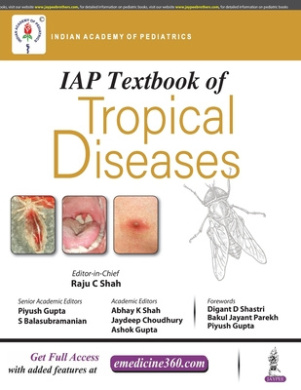 INDIAN ACADEMY OF PEDIATRICS
IAP Textbook of
Tropical
Diseases
Editor-in-Chief
Raju C Shah
Senior Academic Editors
Piyush Gupta
S Balasubramanian
Academic Editors
Abhay K Shah
Jaydeep Choudhury
Ashok Gupta
Forewords
Digant D Shastri
Bakul Jayant Parekh
Piyush Gupta
Get Full Access
with added features at
emedicine360.com